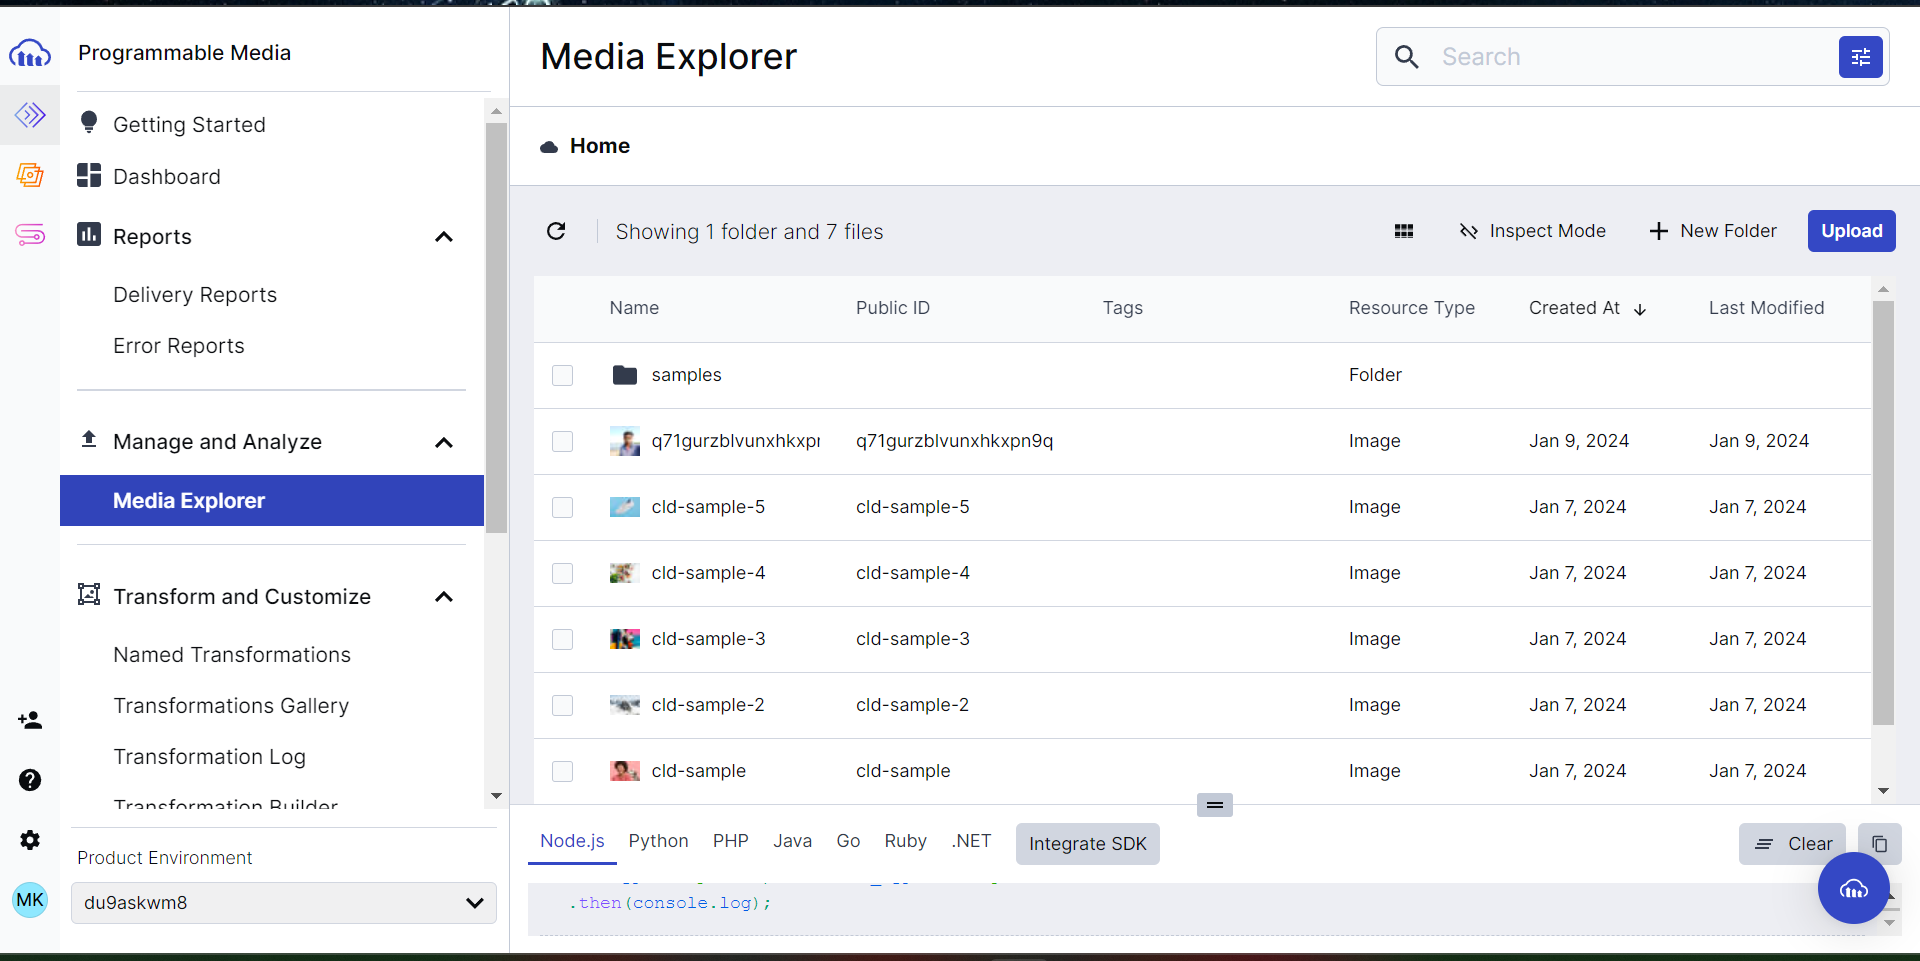 Programmable Media
Getting Started
Dashboard
Reports
Delivery Reports
Error Reports
Manage and Analyze
Media Explorer
Transform and Customize
Named Transformations
Transformations Gallery
Transformation Log
Transformation Builder
Product Environment
MK
du9askwm8
Media Explorer
Search
Home
Showing 1 folder and 7 files
Inspect Mode
New Folder
Upload
Name Public ID Tags Resource Type Created At Last Modified
samples Folder
q71gurzblvunxhkxpr q71gurzblvunxhkxpn9q Image Jan 9, 2024 Jan 9, 2024
cld-sample-5 cld-sample-5 Image Jan 7, 2024 Jan 7, 2024
cld-sample-4 cld-sample-4 Image Jan 7, 2024 Jan 7, 2024
cld-sample-3 cld-sample-3 Image Jan 7, 2024 Jan 7, 2024
cld-sample-2 cld-sample-2 Image Jan 7, 2024 Jan 7, 2024
cld-sample cld-sample Image Jan 7, 2024 Jan 7, 2024
Node.js Python PHP Java Go Ruby .NET Integrate SDK Clear
.then(console.log);